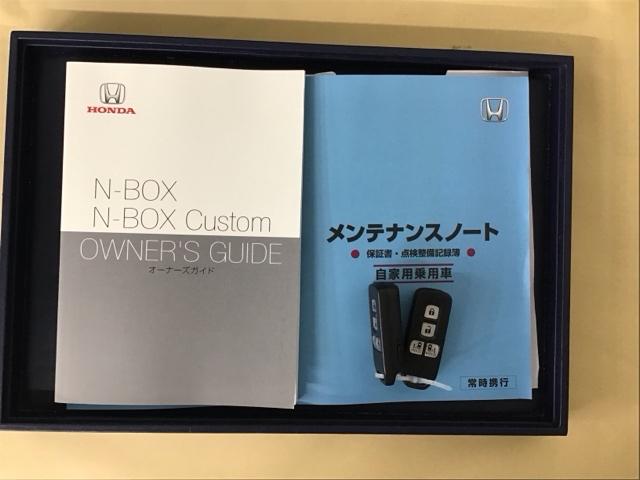 HONDA
N-BOX
N-BOX Custom
OWNER'S GUIDE
オーナーズガイド
メンテナンスノート
保証書・点検整備記録簿
自家用乗用車
常時携行